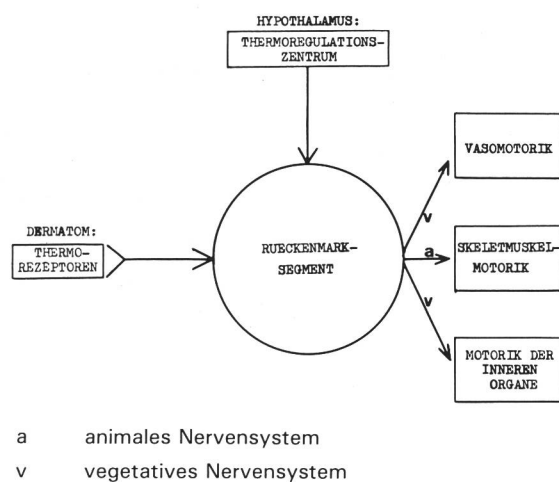 HYPOTHALAMUS:
THERMOREGULATIONS-
ZENTRUM
VASOMOTORIK
v
DERMATOM:
THERMO-
REZEPTOREN
RUECKENMARK-
SEGMENT
a
SKELETMUSKEL-
MOTORIK
v
MOTORIK DER
INNEREN
ORGANE
a animales Nervensystem
v vegetatives Nervensystem